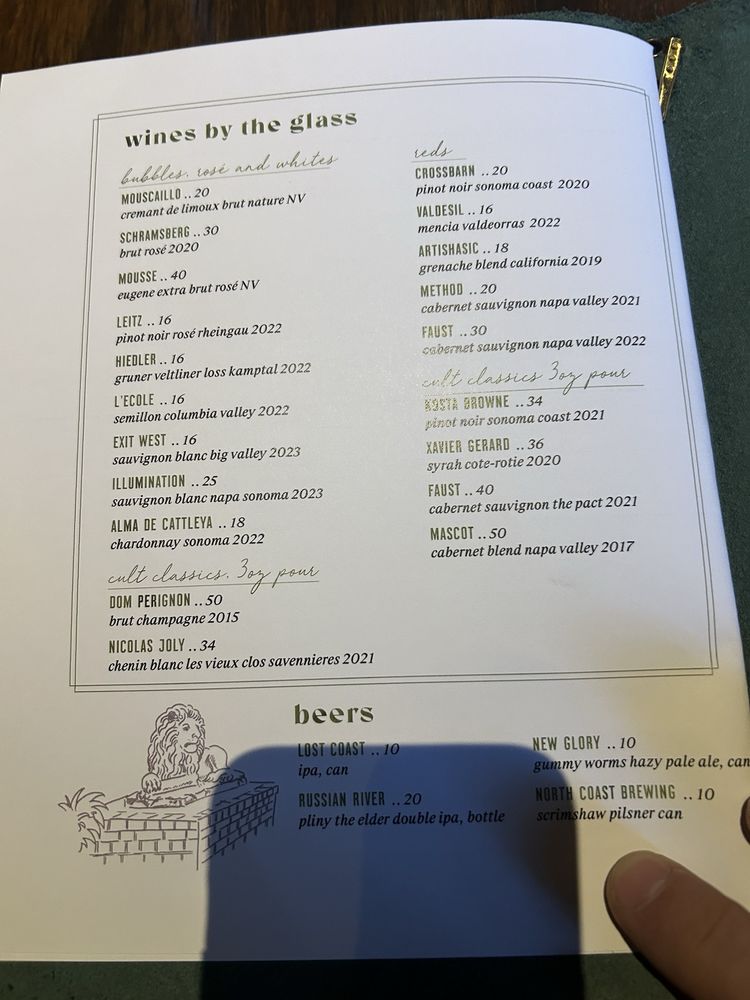 wines by the glass
bubbles, rosé and whites
MOUSCAILLO .. 20
cremant de limoux brut nature NV
SCHRAMSBERG .. 30
brut rosé 2020
MOUSSE .. 40
eugene extra brut rosé NV
LEITZ .. 16
pinot noir rosé rheingau 2022
HIEDLER .. 16
gruner veltliner loss kamptal 2022
L'ECOLE .. 16
semillon columbia valley 2022
EXIT WEST .. 16
sauvignon blanc big valley 2023
ILLUMINATION .. 25
sauvignon blanc napa sonoma 2023
ALMA DE CATTLEYA .. 18
chardonnay sonoma 2022
cult classics, 3oz pour
DOM PERIGNON .. 50
brut champagne 2015
NICOLAS JOLY .. 34
chenin blanc les vieux clos savennieres 2021
reds
CROSSBARN .. 20
pinot noir sonoma coast 2020
VALDESIL .. 16
mencia valdeorras 2022
ARTISHASIC .. 18
grenache blend california 2019
METHOD .. 20
cabernet sauvignon napa valley 2021
FAUST .. 30
cabernet sauvignon napa valley 2022
cult classics 3oz pour
KOSTA BROWNE .. 34
pinot noir sonoma coast 2021
XAVIER GERARD .. 36
syrah cote-rotie 2020
FAUST .. 40
cabernet sauvignon the pact 2021
MASCOT .. 50
cabernet blend napa valley 2017
beers
LOST COAST .. 10
ipa, can
RUSSIAN RIVER .. 20
pliny the elder double ipa, bottle
NEW GLORY .. 10
gummy worms hazy pale ale, can
NORTH COAST BREWING .. 10
scrimshaw pilsner can